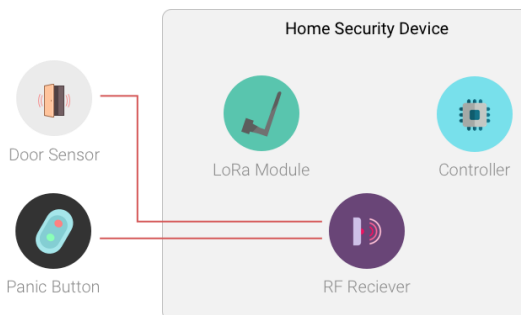 Home Security Device
Door Sensor
LoRa Module
Controller
Panic Button
RF Reciever